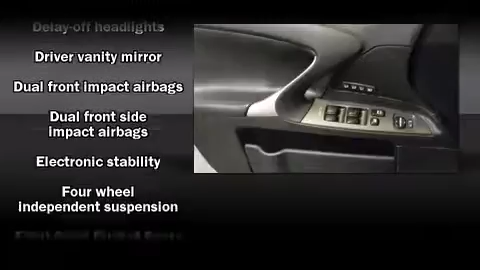 Delay-off headlights
Driver vanity mirror
Dual front impact airbags
Dual front side
impact airbags
Electronic stability
Four wheel
independent suspension